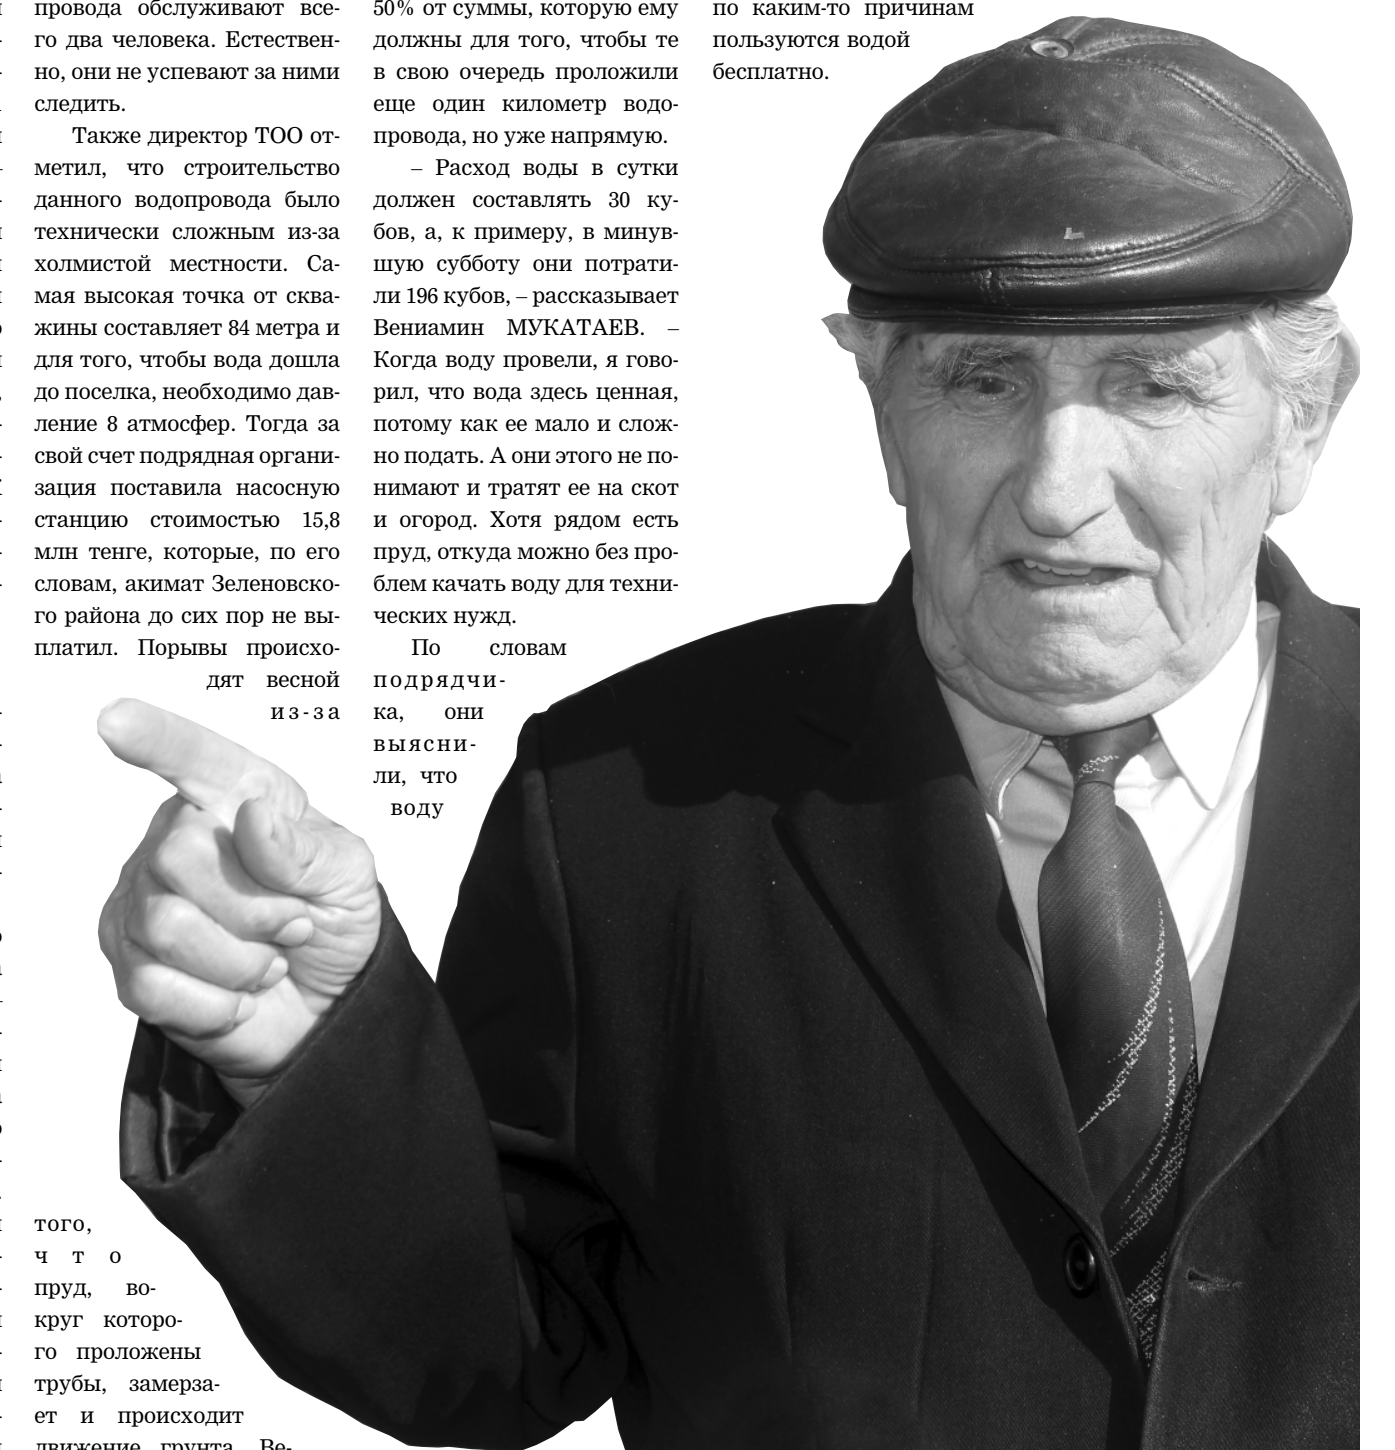 провода обслуживают все-
го два человека. Естествен-
но, они не успевают за ними
следить.
Также директор ТОО от-
метил, что строительство
данного водопровода было
технически сложным из-за
холмистой местности. Са-
мая высокая точка от сква-
жины составляет 84 метра и
для того, чтобы вода дошла
до поселка, необходимо дав-
ление 8 атмосфер. Тогда за
свой счет подрядная органи-
зация поставила насосную
станцию стоимостью 15,8
млн тенге, которые, по его
словам, акимат Зеленовско-
го района до сих пор не вы-
платил. Порывы происхо-
дят весной
из-за
того,
что
пруд, во-
круг которо-
го проложены
трубы, замерза-
ет и происходит
движение грунта. Ве-
50% от суммы, которую ему
должны для того, чтобы те
в свою очередь проложили
еще один километр водо-
провода, но уже напрямую.
– Расход воды в сутки
должен составлять 30 ку-
бов, а, к примеру, в минув-
шую субботу они потрати-
ли 196 кубов, – рассказывает
Вениамин МУКАТАЕВ. –
Когда воду провели, я гово-
рил, что вода здесь ценная,
потому как ее мало и слож-
но подать. А они этого не по-
нимают и тратят ее на скот
и огород. Хотя рядом есть
пруд, откуда можно без про-
блем качать воду для техни-
ческих нужд.
По словам
подрядчи-
ка, они
выясни-
ли, что
воду
по каким-то причинам
пользуются водой
бесплатно.